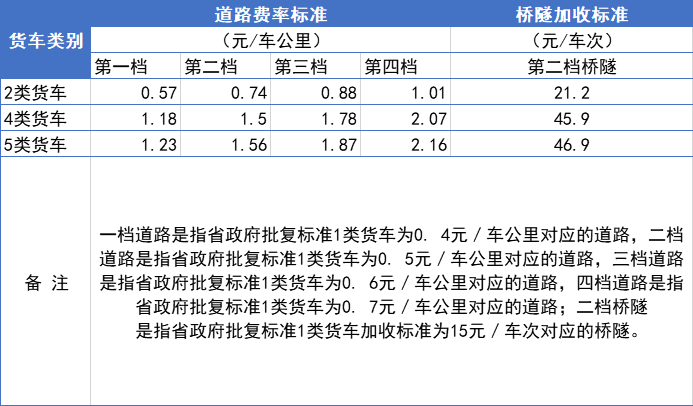 货车类别 道路费率标准 桥隧加收标准
（元/车公里） （元/车次）
第一档 第二档 第三档 第四档 第二档桥隧
2类货车 0.57 0.74 0.88 1.01 21.2
4类货车 1.18 1.5 1.78 2.07 45.9
5类货车 1.23 1.56 1.87 2.16 46.9
备 注
一档道路是指省政府批复标准1类货车为0. 4元／车公里对应的道路，二档
道路是指省政府批复标准1类货车为0. 5元／车公里对应的道路，三档道路
是指省政府批复标准1类货车为0. 6元／车公里对应的道路，四档道路是指
省政府批复标准1类货车为0. 7元／车公里对应的道路；二档桥隧
是指省政府批复标准1类货车加收标准为15元／车次对应的桥隧。